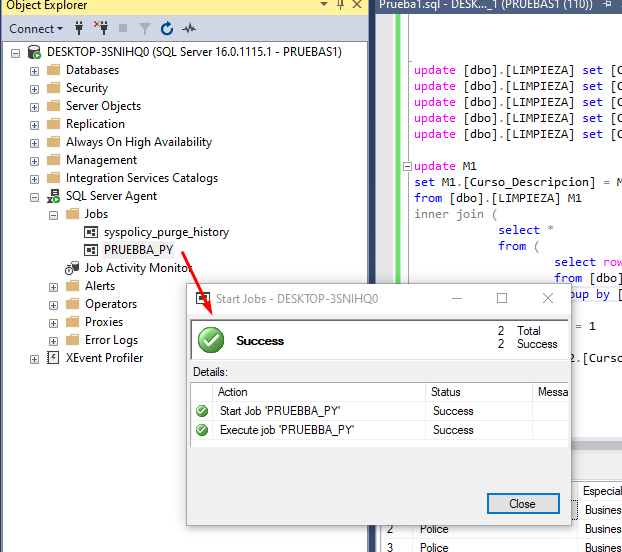 Object Explorer
Connect
DESKTOP-3SNIHQ0 (SQL Server 16.0.1115.1 - PRUEBAS1)
Databases
Security
Server Objects
Replication
Always On High Availability
Management
Integration Services Catalogs
SQL Server Agent
Jobs
syspolicy_purge_history
PRUEBBA_PY
Job Activity Monitor
Alerts
Operators
Proxies
Error Logs
XEvent Profiler
Prueba1.sql - DESK..._1 (PRUEBAS1 (110))
update [dbo].[LIMPIEZA] set [C
update [dbo].[LIMPIEZA] set [C
update [dbo].[LIMPIEZA] set [C
update [dbo].[LIMPIEZA] set [C
update [dbo].[LIMPIEZA] set [C
update M1
set M1.[Curso_Descripcion] = M
from [dbo].[LIMPIEZA] M1
inner join (
select *
from (
select row
from [dbo]
oup by [
= 1
2.[Curso
Start Jobs - DESKTOP-3SNIHQ0
Success
2 Total
2 Success
Details:
Action Status Messa
Start Job 'PRUEBBA_PY' Success
Execute job 'PRUEBBA_PY' Success
Close
Especial
Business
2 Police Business
3 Police Business